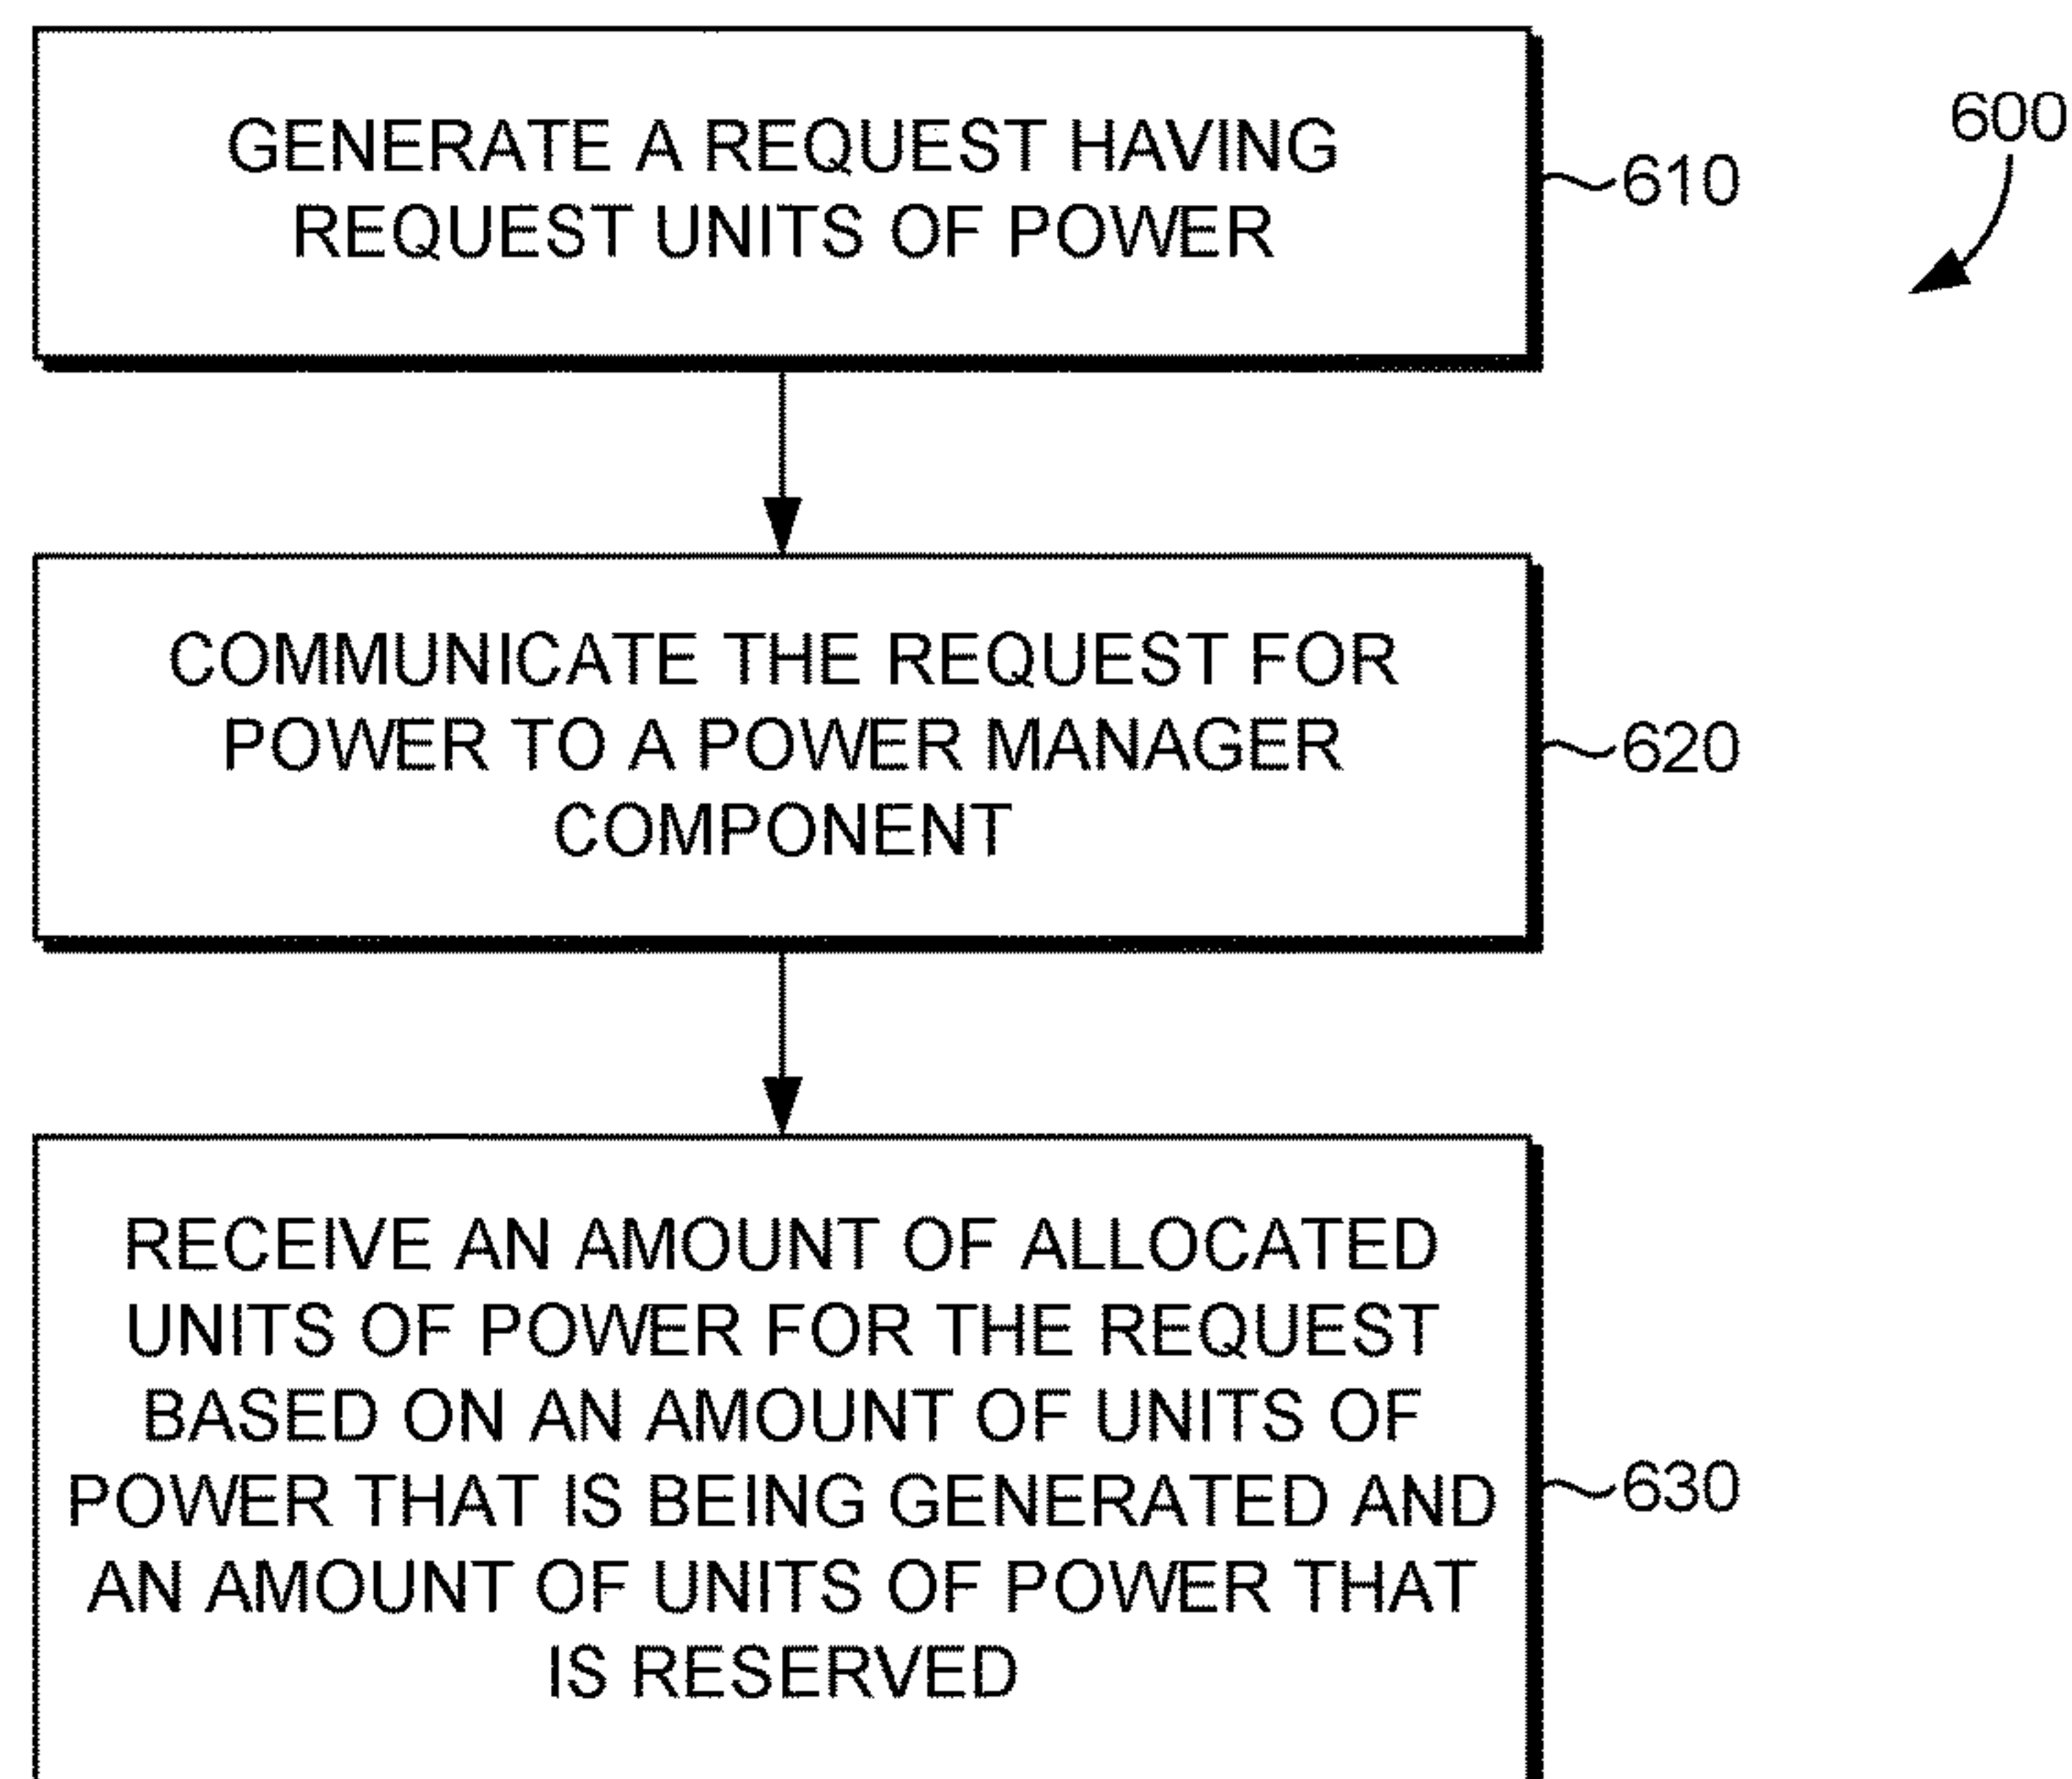 600
GENERATE A REQUEST HAVING
REQUEST UNITS OF POWER
610
COMMUNICATE THE REQUEST FOR
POWER TO A POWER MANAGER
COMPONENT
620
RECEIVE AN AMOUNT OF ALLOCATED
UNITS OF POWER FOR THE REQUEST
BASED ON AN AMOUNT OF UNITS OF
POWER THAT IS BEING GENERATED AND
AN AMOUNT OF UNITS OF POWER THAT
IS RESERVED
630